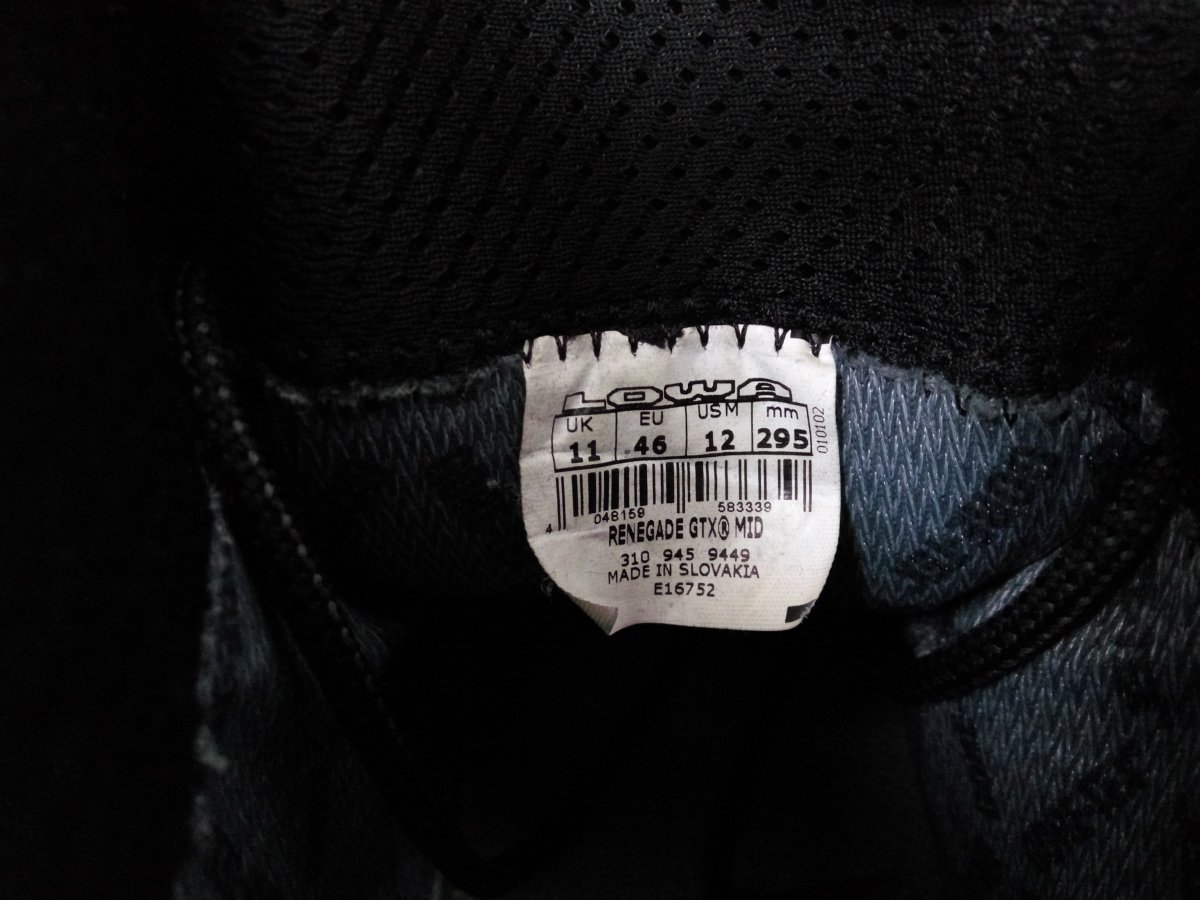 LOWA
UK EU US M mm
11 46 12 295
010102
4 048159 583339
RENEGADE GTX® MID
310 945 9449
MADE IN SLOVAKIA
E16752